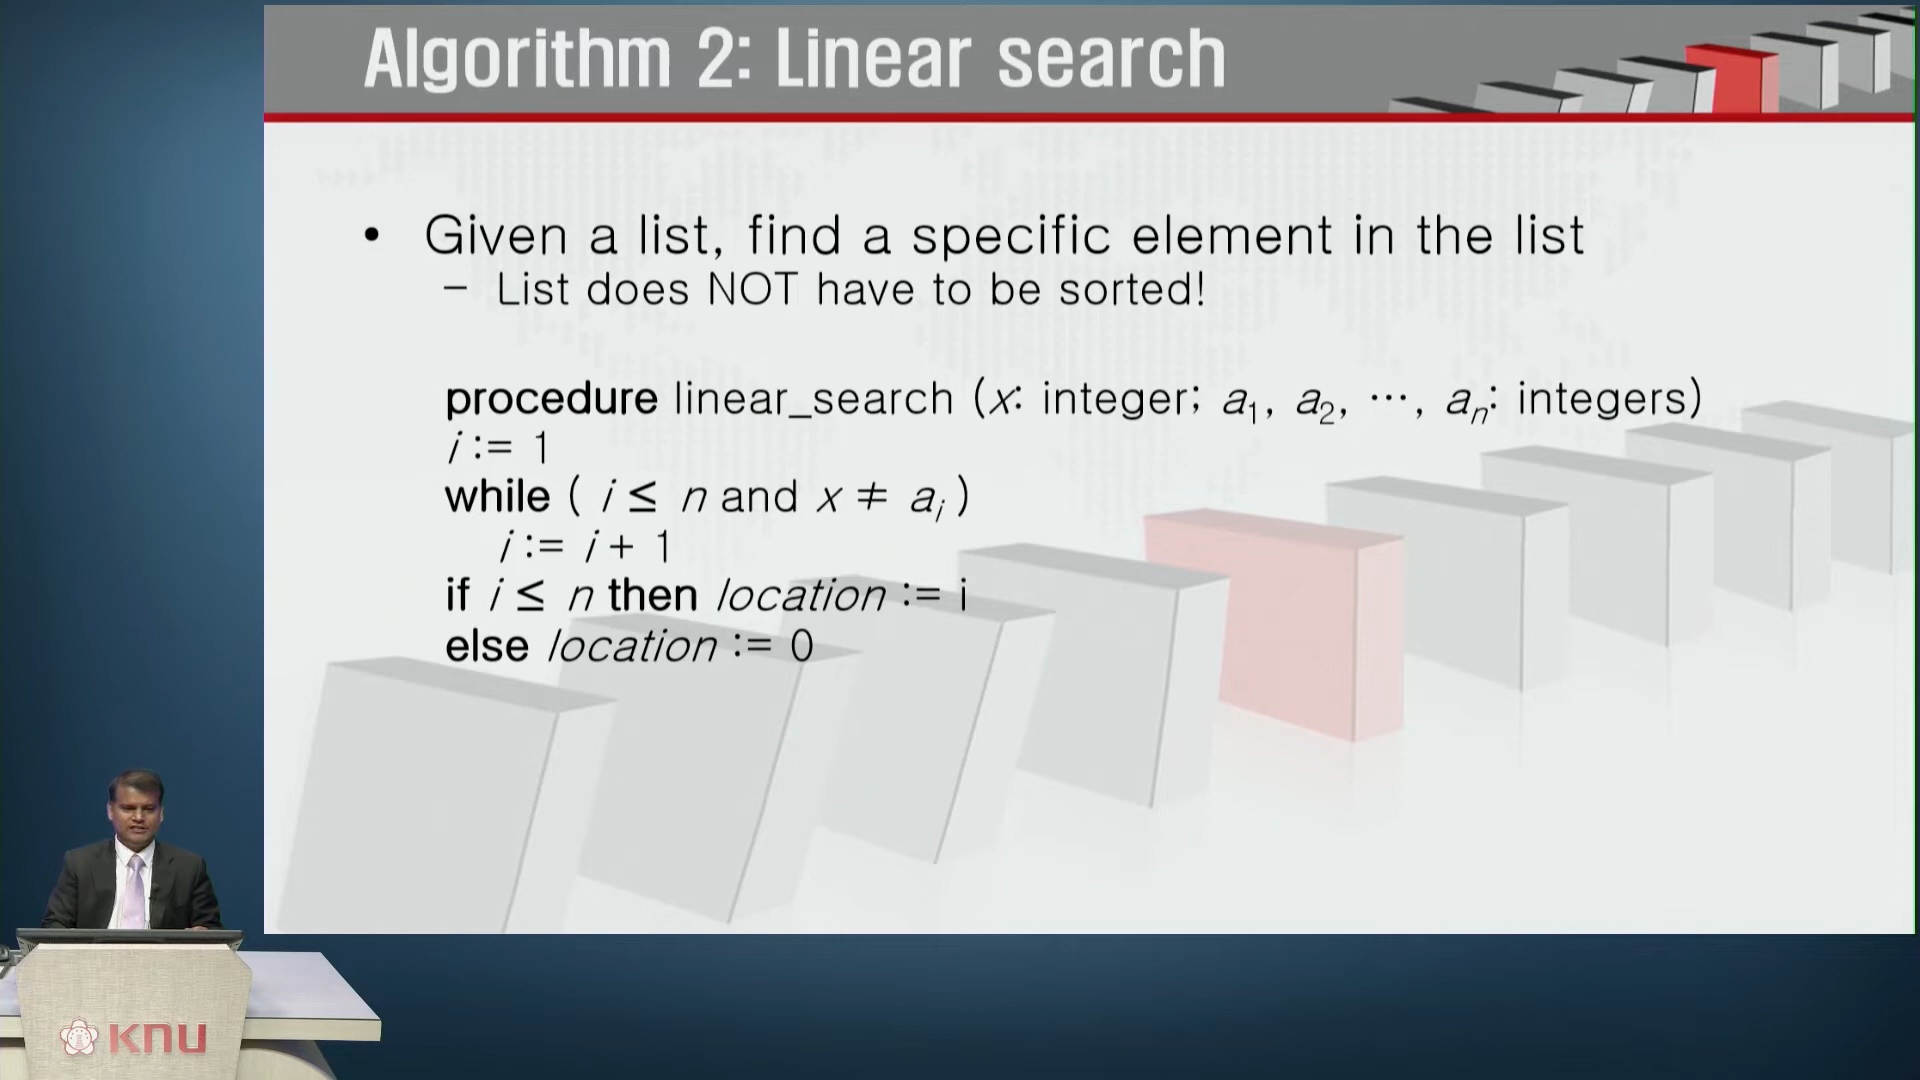 Algorithm 2: Linear search
• Given a list, find a specific element in the list
– List does NOT have to be sorted!
procedure linear_search (x: integer; a₁, a₂, …, aₙ: integers)
i := 1
while ( i ≤ n and x ≠ aᵢ )
i := i + 1
if i ≤ n then location := i
else location := 0
KNU